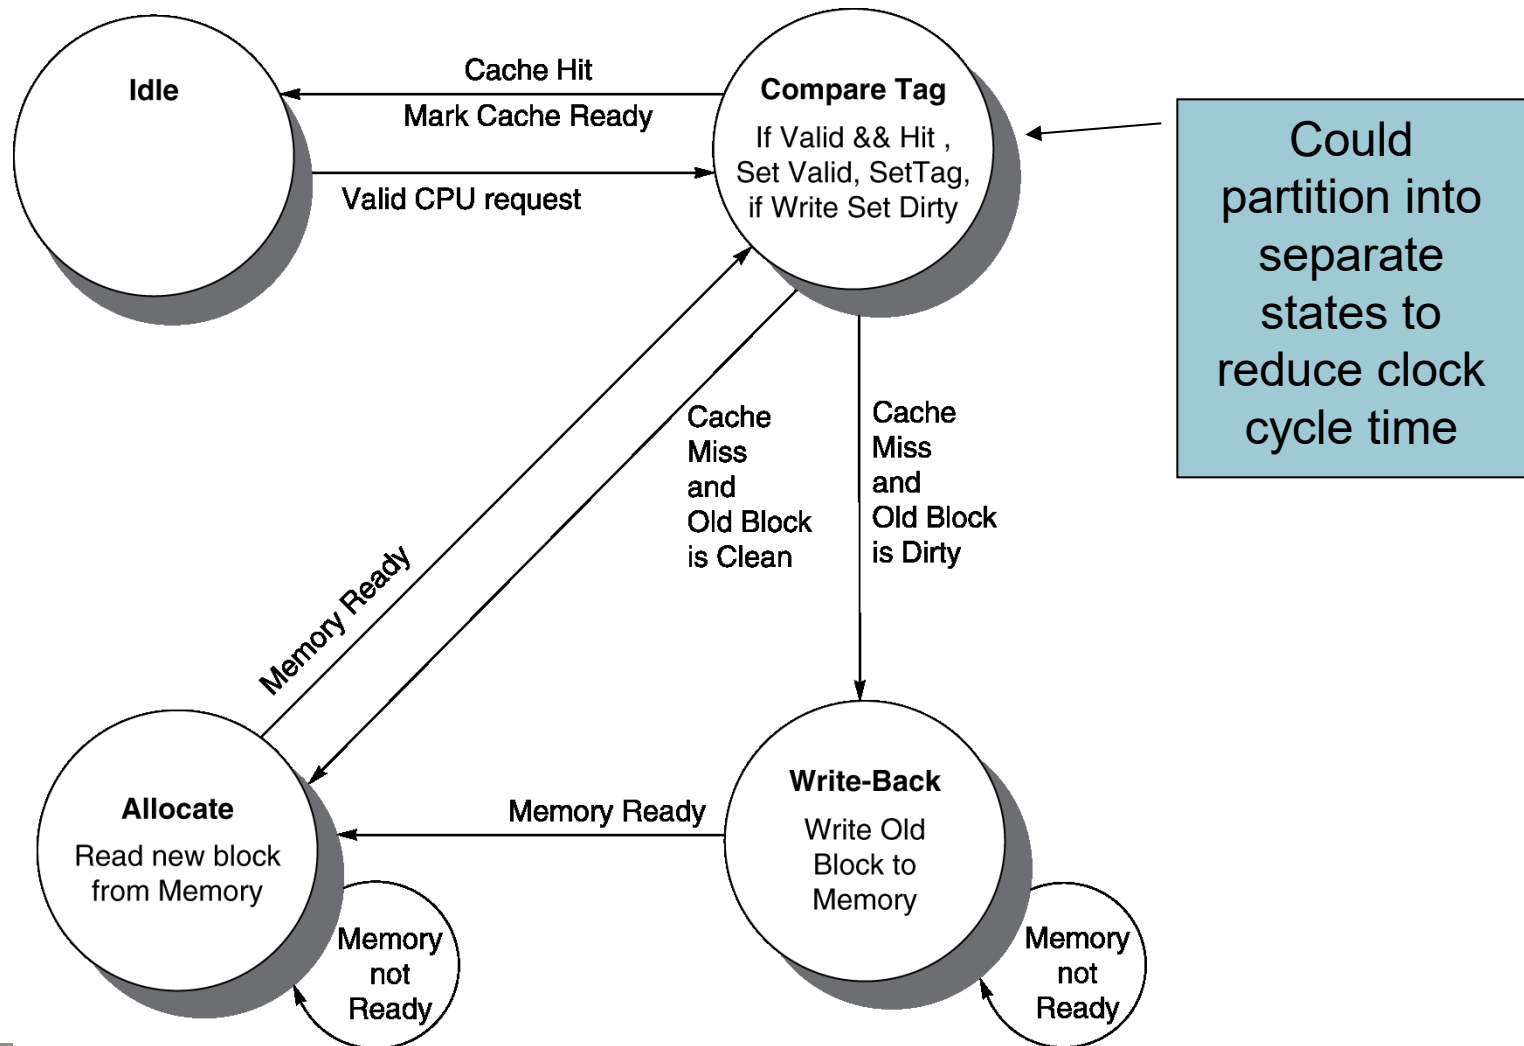 Idle
Cache Hit
Mark Cache Ready
Valid CPU request
Compare Tag
If Valid && Hit ,
Set Valid, SetTag,
if Write Set Dirty
Could
partition into
separate
states to
reduce clock
cycle time
Cache
Miss
and
Old Block
is Clean
Cache
Miss
and
Old Block
is Dirty
Memory Ready
Allocate
Read new block
from Memory
Memory
not
Ready
Memory Ready
Write-Back
Write Old
Block to
Memory
Memory
not
Ready